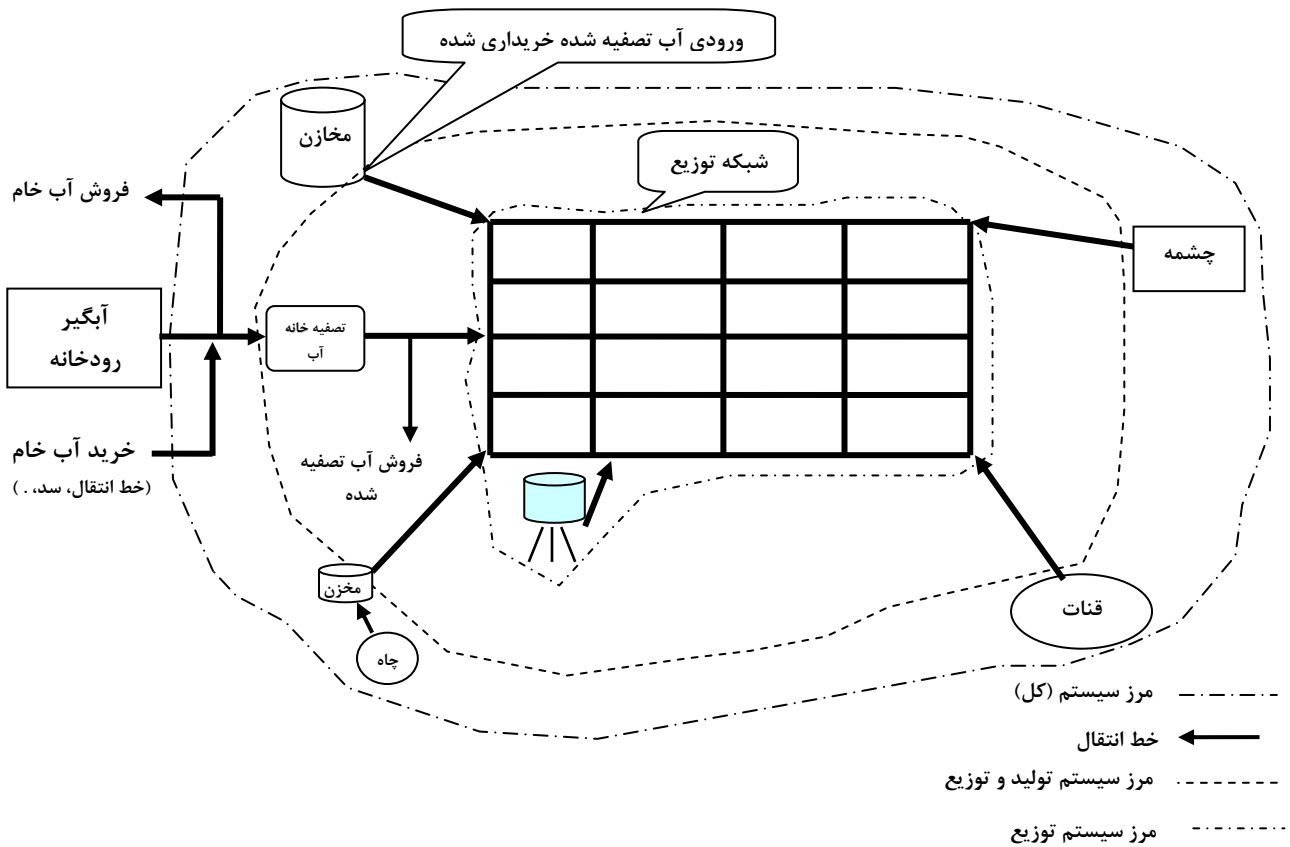 ورودی آب تصفیه شده خریداری شده
مخازن
شبکه توزیع
فروش آب خام
چشمه
آبگیر
رودخانه
تصفیه خانه
آب
خرید آب خام
(خط انتقال، سد، . )
فروش آب تصفیه
شده
مخزن
چاه
قنات
مرز سیستم (کل)
خط انتقال
مرز سیستم تولید و توزیع
مرز سیستم توزیع